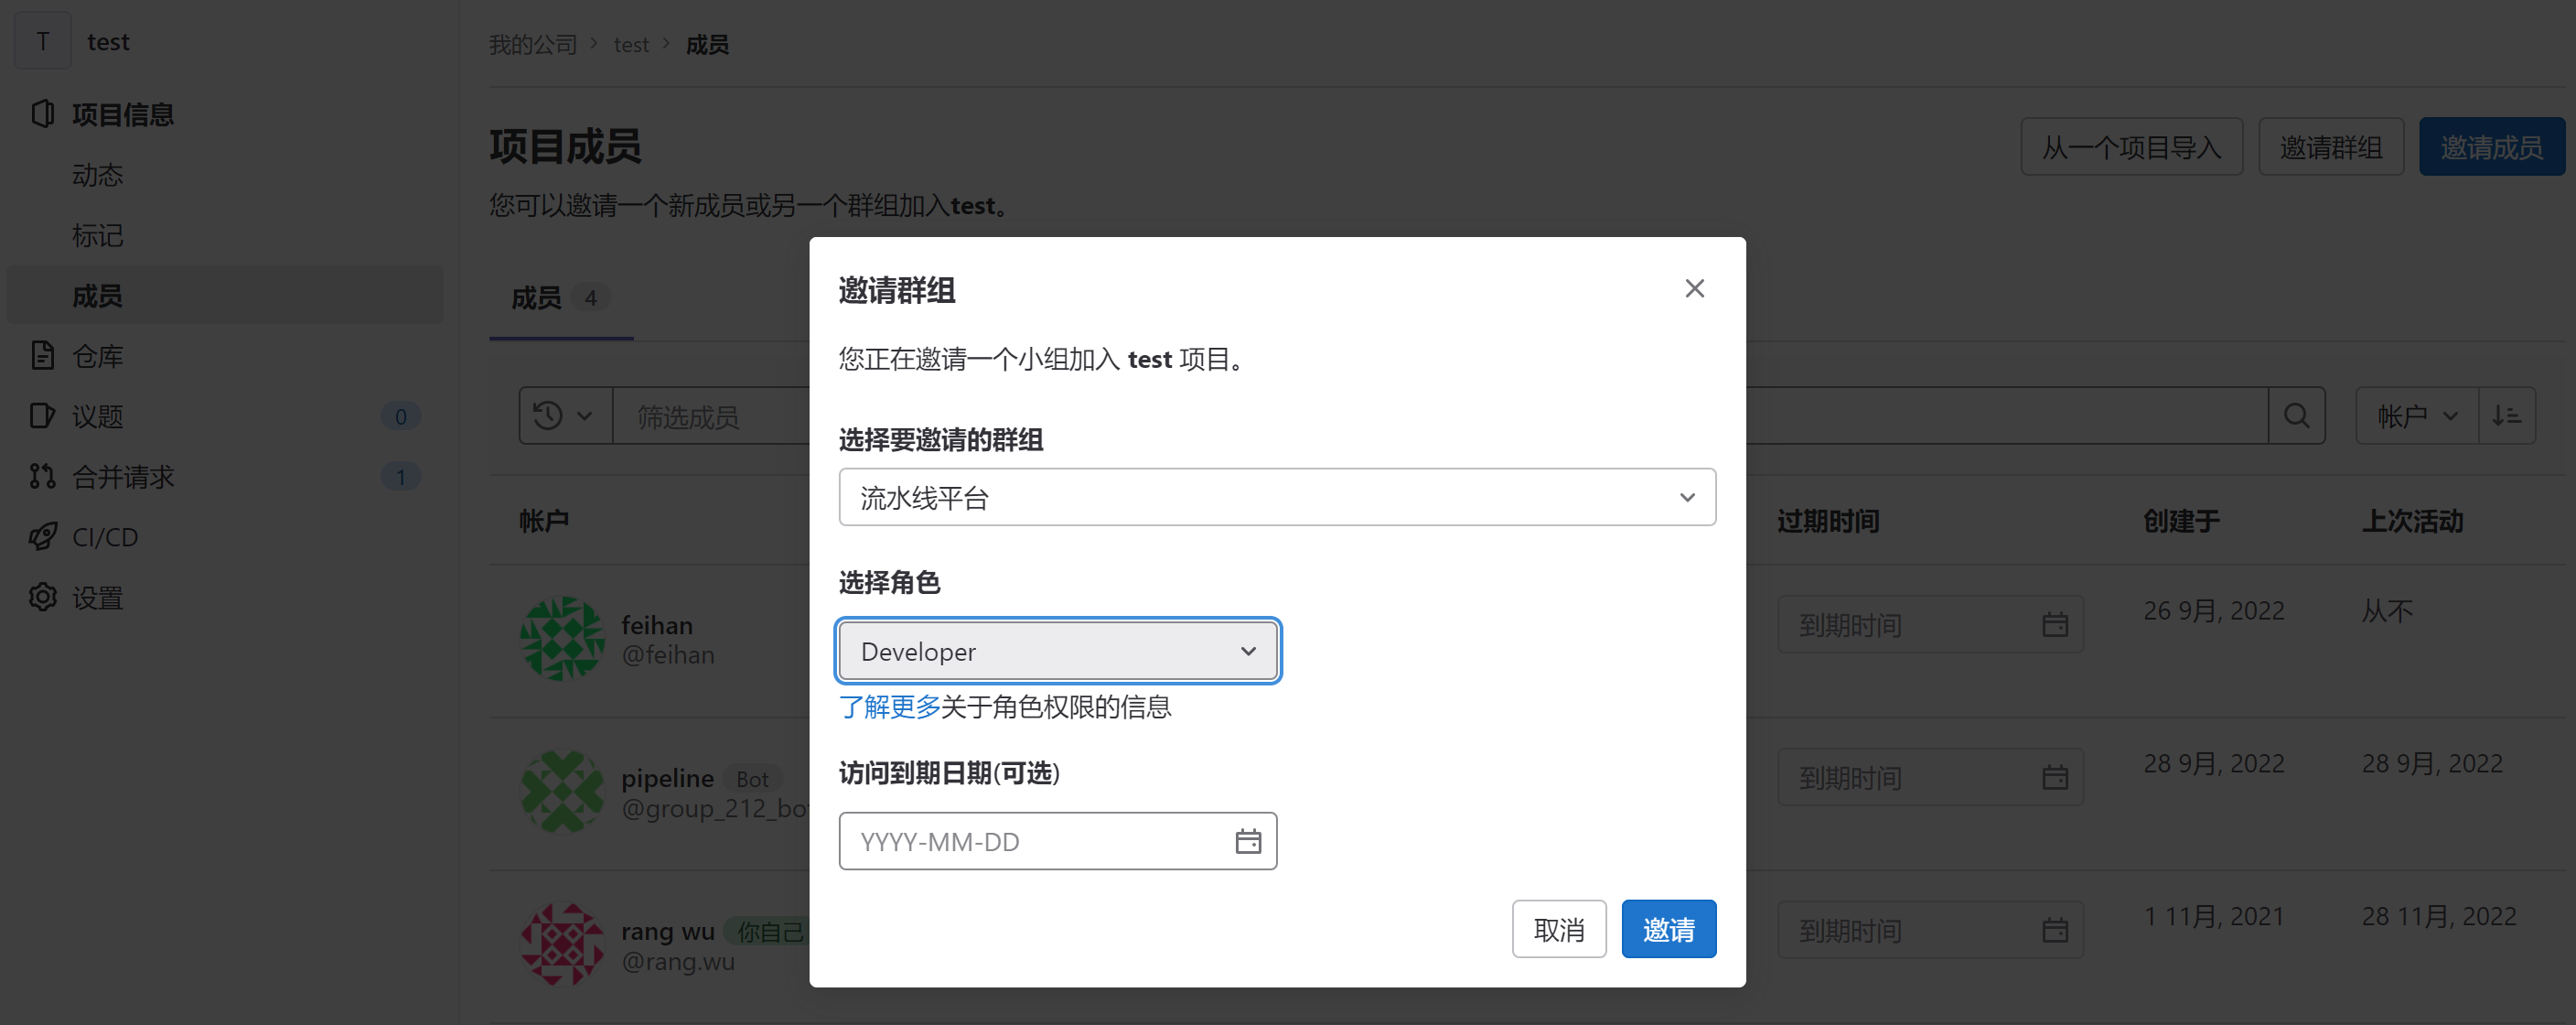 T test
项目信息
动态
标记
成员
仓库
议题 0
合并请求 1
CI/CD
设置
我的公司 › test › 成员
项目成员
从一个项目导入 邀请群组 邀请成员
您可以邀请一个新成员或另一个群组加入test。
成员 4
筛选成员
帐户
帐户 过期时间 创建于 上次活动
feihan
@feihan
到期时间 26 9月, 2022 从不
pipeline Bot
@group_212_bo
到期时间 28 9月, 2022 28 9月, 2022
rang wu 你自己
@rang.wu
到期时间 1 11月, 2021 28 11月, 2022
邀请群组
您正在邀请一个小组加入 test 项目。
选择要邀请的群组
流水线平台
选择角色
Developer
了解更多关于角色权限的信息
访问到期日期(可选)
YYYY-MM-DD
取消 邀请